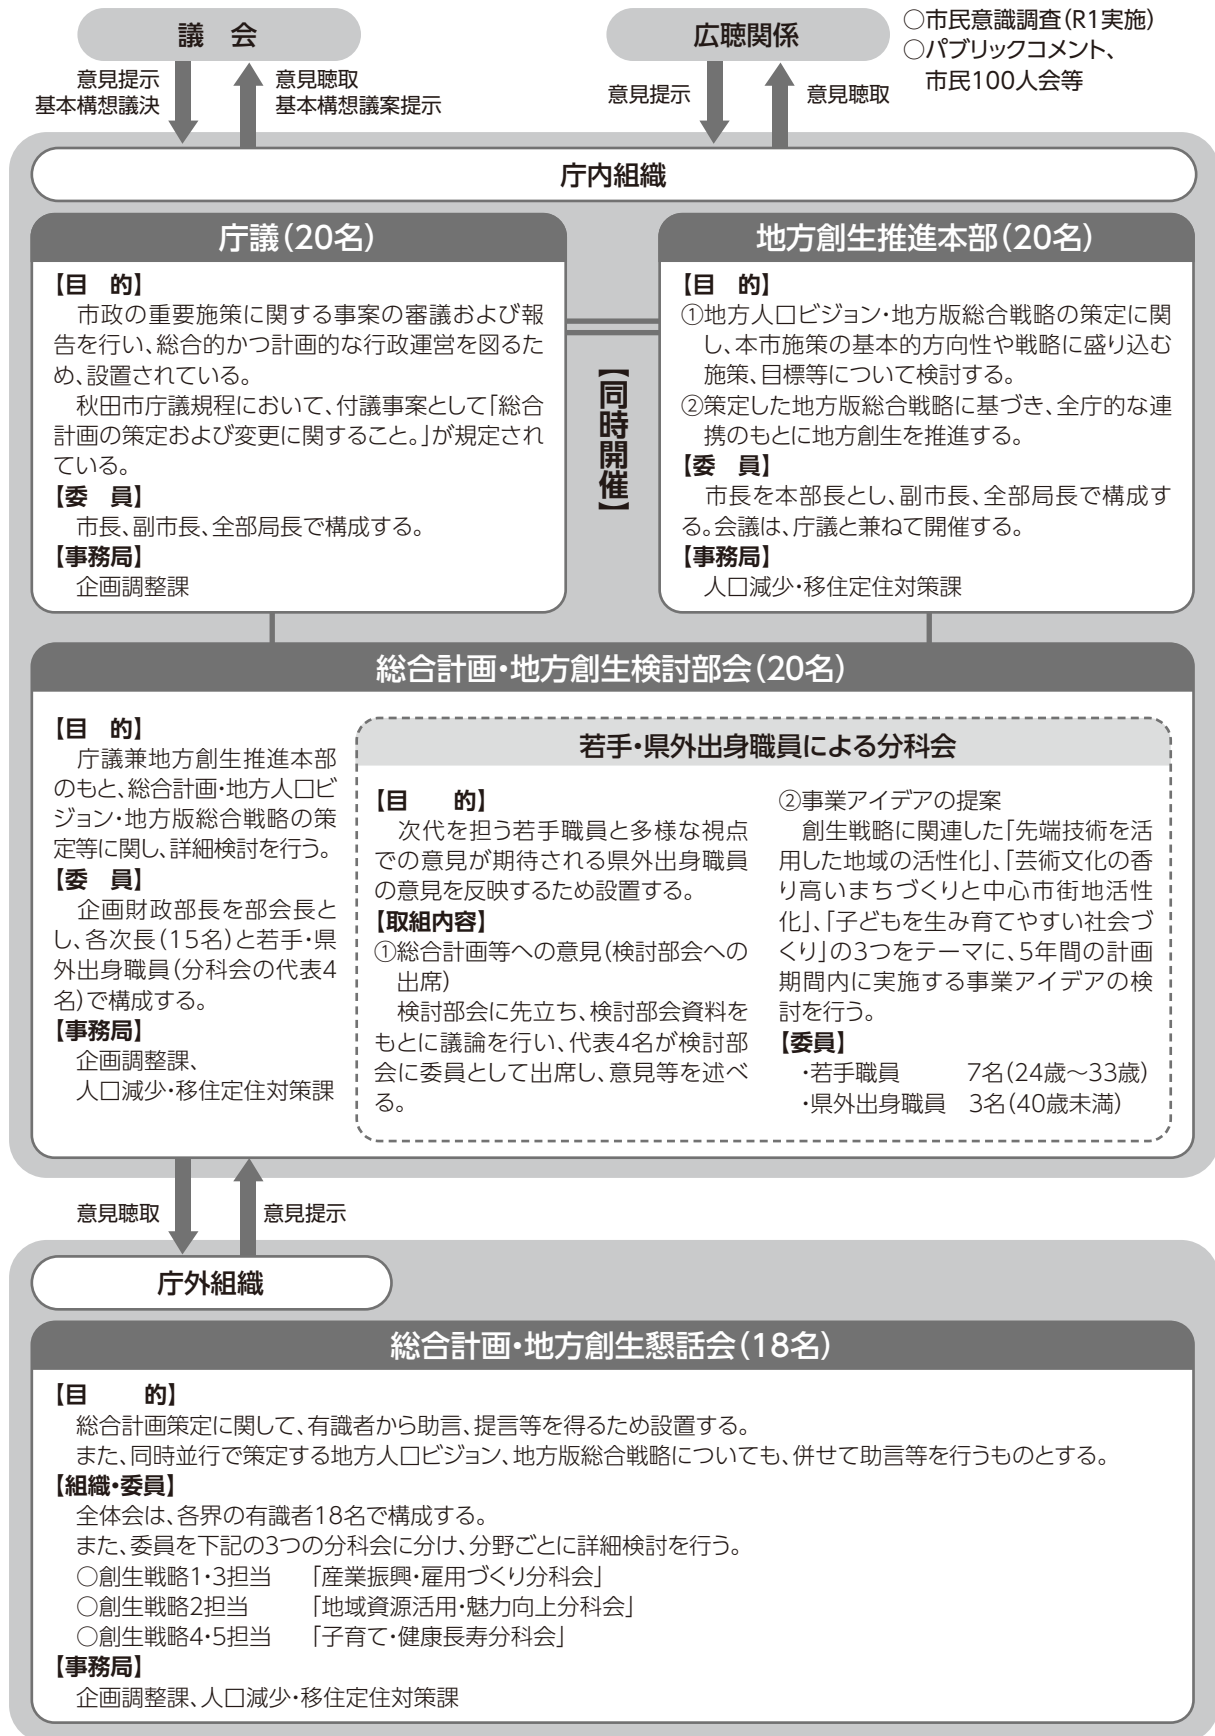 議　会
広聴関係
○市民意識調査（R1実施）
○パブリックコメント、
市民100人会等
意見提示
基本構想議決
意見聴取
基本構想議案提示
意見提示
意見聴取
庁内組織
庁議（20名）
【目　的】
市政の重要施策に関する事案の審議および報
告を行い、総合的かつ計画的な行政運営を図るた
め、設置されている。
秋田市庁議規程において、付議事案として「総合
計画の策定および変更に関すること。」が規定され
ている。
【委　員】
市長、副市長、全部局長で構成する。
【事務局】
企画調整課
【同時開催】
地方創生推進本部（20名）
【目　的】
①地方人口ビジョン・地方版総合戦略の策定に関
し、本市施策の基本的方向性や戦略に盛り込む
施策、目標等について検討する。
②策定した地方版総合戦略に基づき、全庁的な連
携のもとに地方創生を推進する。
【委　員】
市長を本部長とし、副市長、全部局長で構成す
る。会議は、庁議と兼ねて開催する。
【事務局】
人口減少・移住定住対策課
総合計画・地方創生検討部会（20名）
【目　的】
庁議兼地方創生推進本部
のもと、総合計画・地方人口ビ
ジョン・地方版総合戦略の策
定等に関し、詳細検討を行う。
【委　員】
企画財政部長を部会長と
し、各次長（15名）と若手・県
外出身職員（分科会の代表4
名）で構成する。
【事務局】
企画調整課、
人口減少・移住定住対策課
若手・県外出身職員による分科会
【目　　的】
次代を担う若手職員と多様な視点
での意見が期待される県外出身職員
の意見を反映するため設置する。
【取組内容】
①総合計画等への意見（検討部会への
出席）
検討部会に先立ち、検討部会資料を
もとに議論を行い、代表4名が検討部
会に委員として出席し、意見等を述べ
る。
②事業アイデアの提案
創生戦略に関連した「先端技術を活
用した地域の活性化」、「芸術文化の香
り高いまちづくりと中心市街地活性
化」、「子どもを生み育てやすい社会づ
くり」の3つをテーマに、5年間の計画
期間内に実施する事業アイデアの検
討を行う。
【委員】
・若手職員　　　7名（24歳～33歳）
・県外出身職員　3名（40歳未満）
意見聴取
意見提示
庁外組織
総合計画・地方創生懇話会（18名）
【目　　的】
総合計画策定に関して、有識者から助言、提言等を得るため設置する。
また、同時並行で策定する地方人口ビジョン、地方版総合戦略についても、併せて助言等を行うものとする。
【組織・委員】
全体会は、各界の有識者18名で構成する。
また、委員を下記の3つの分科会に分け、分野ごとに詳細検討を行う。
○創生戦略1・3担当　「産業振興・雇用づくり分科会」
○創生戦略2担当　　「地域資源活用・魅力向上分科会」
○創生戦略4・5担当　「子育て・健康長寿分科会」
【事務局】
企画調整課、人口減少・移住定住対策課